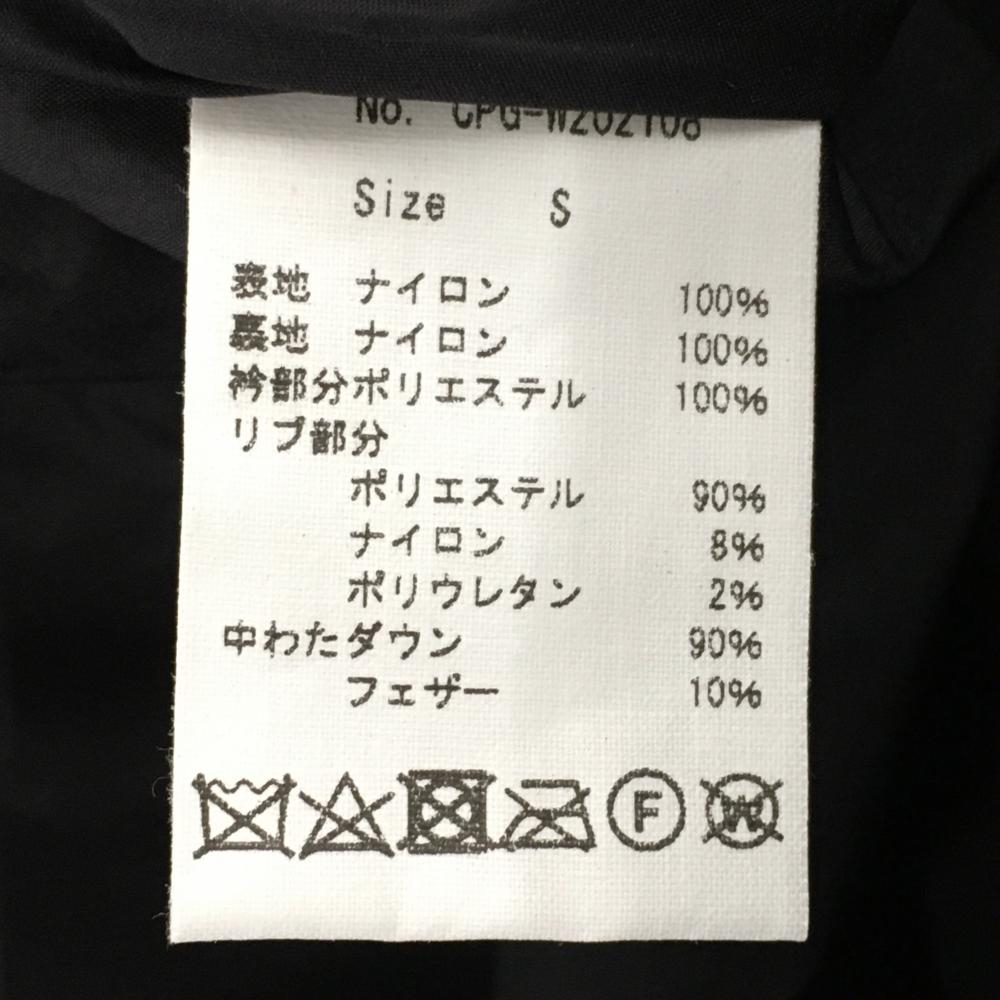 No. CPG-W202108
Size S
表地 ナイロン 100%
裏地 ナイロン 100%
衿部分ポリエステル 100%
リブ部分
ポリエステル 90%
ナイロン 8%
ポリウレタン 2%
中わたダウン 90%
フェザー 10%
F W